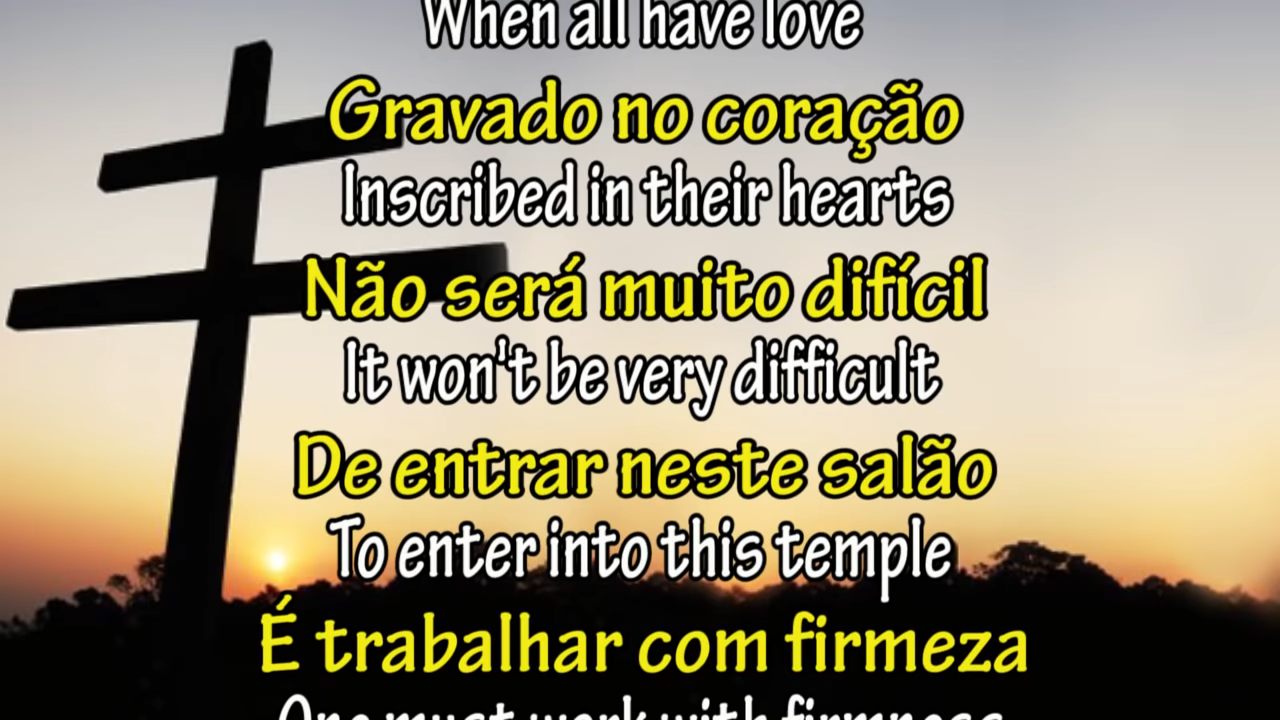 When all have love
Gravado no coração
Inscribed in their hearts
Não será muito difícil
It won't be very difficult
De entrar neste salão
To enter into this temple
É trabalhar com firmeza
One must work with firmness